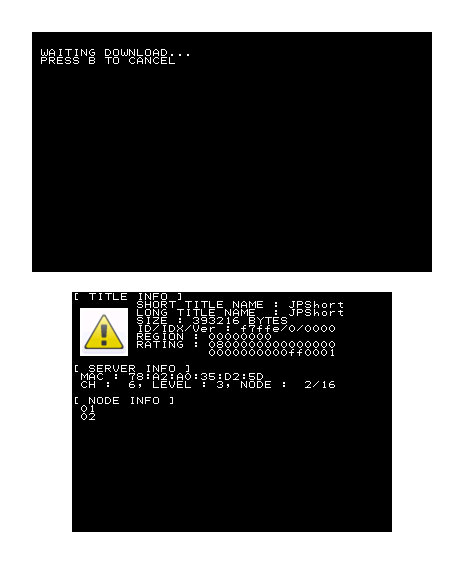 WAITING DOWNLOAD...
PRESS B TO CANCEL
[ TITLE INFO ]
SHORT TITLE NAME : JPShort
LONG TITLE NAME : JPShort
SIZE : 393216 BYTES
ID/IDX/Ver : f7ffe/0/0000
REGION : 00000000
RATING : 0800000000000000
0000000000ff0001
[ SERVER INFO ]
MAC : 78:A2:A0:35:D2:5D
CH : 6, LEVEL : 3, NODE : 2/16
[ NODE INFO ]
01
02